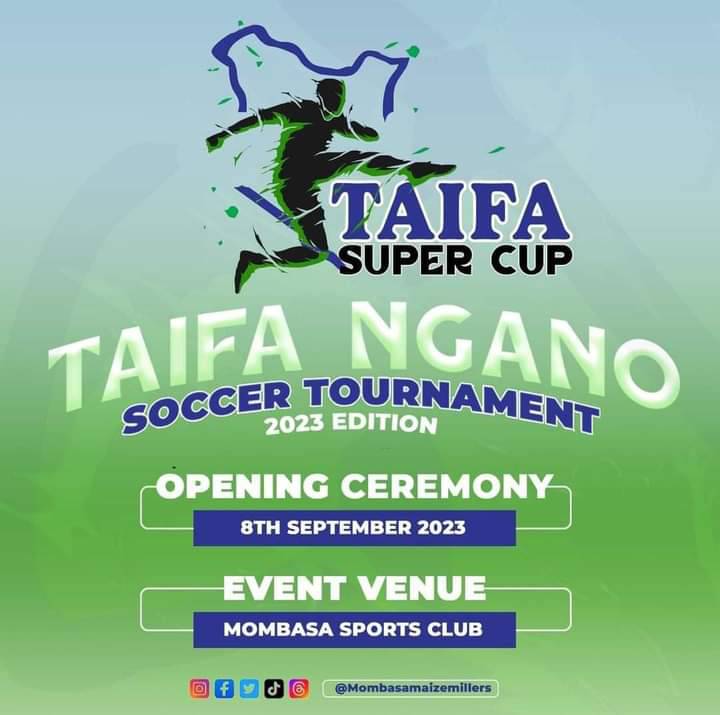 TAIFA
SUPER CUP
TAIFA NGANO
SOCCER TOURNAMENT
2023 EDITION
OPENING CEREMONY
8TH SEPTEMBER 2023
EVENT VENUE
MOMBASA SPORTS CLUB
@Mombasamaizemillers